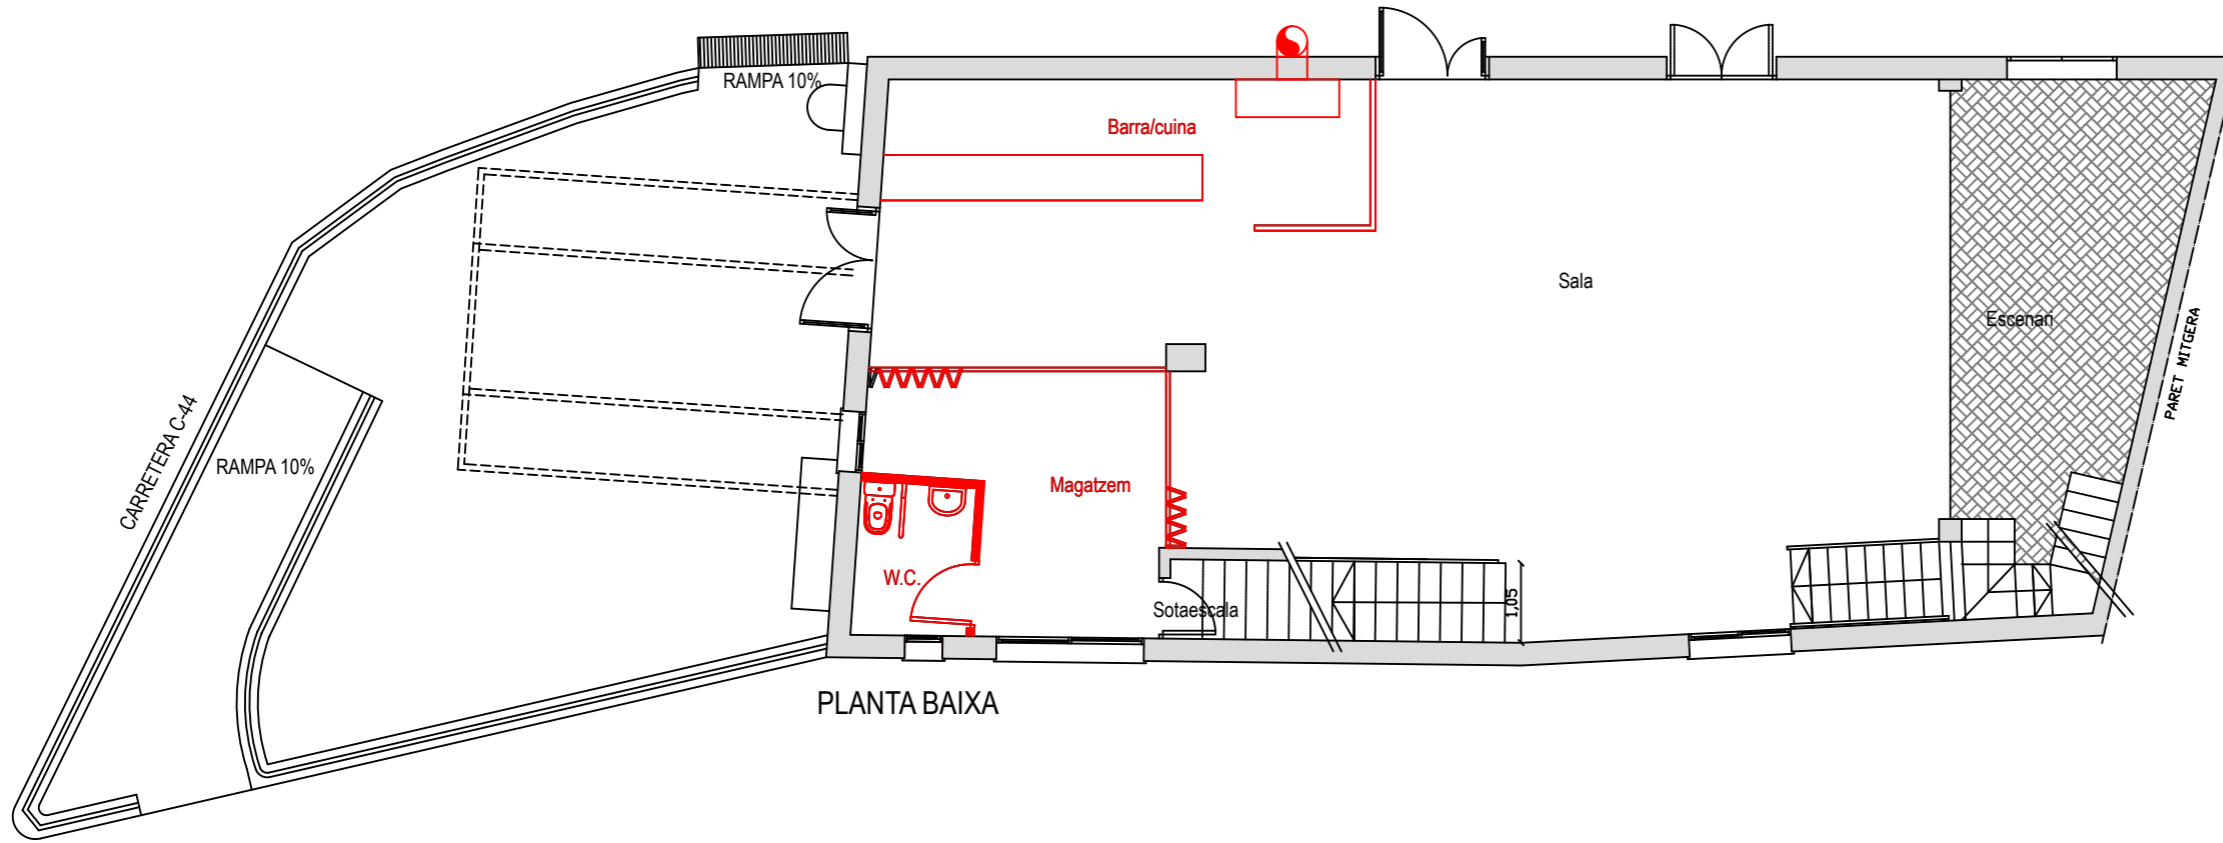 RAMPA 10%
Barra/cuina
Sala
Escenari
PARET MITGERA
CARRETERA C-44
RAMPA 10%
Magatzem
W.C.
Sotaescala
1,05
PLANTA BAIXA